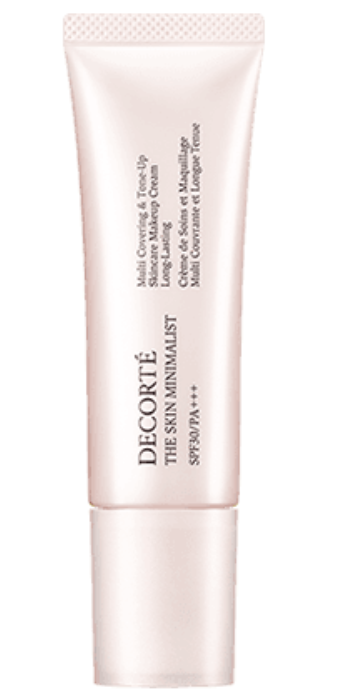 Multi Covering & Tone-Up
Skincare Makeup Cream
Long-Lasting
Crème de Soins et Maquillage
Multi Couvrante et Longue Tenue
DECORTÉ
THE SKIN MINIMALIST
SPF30/PA+++